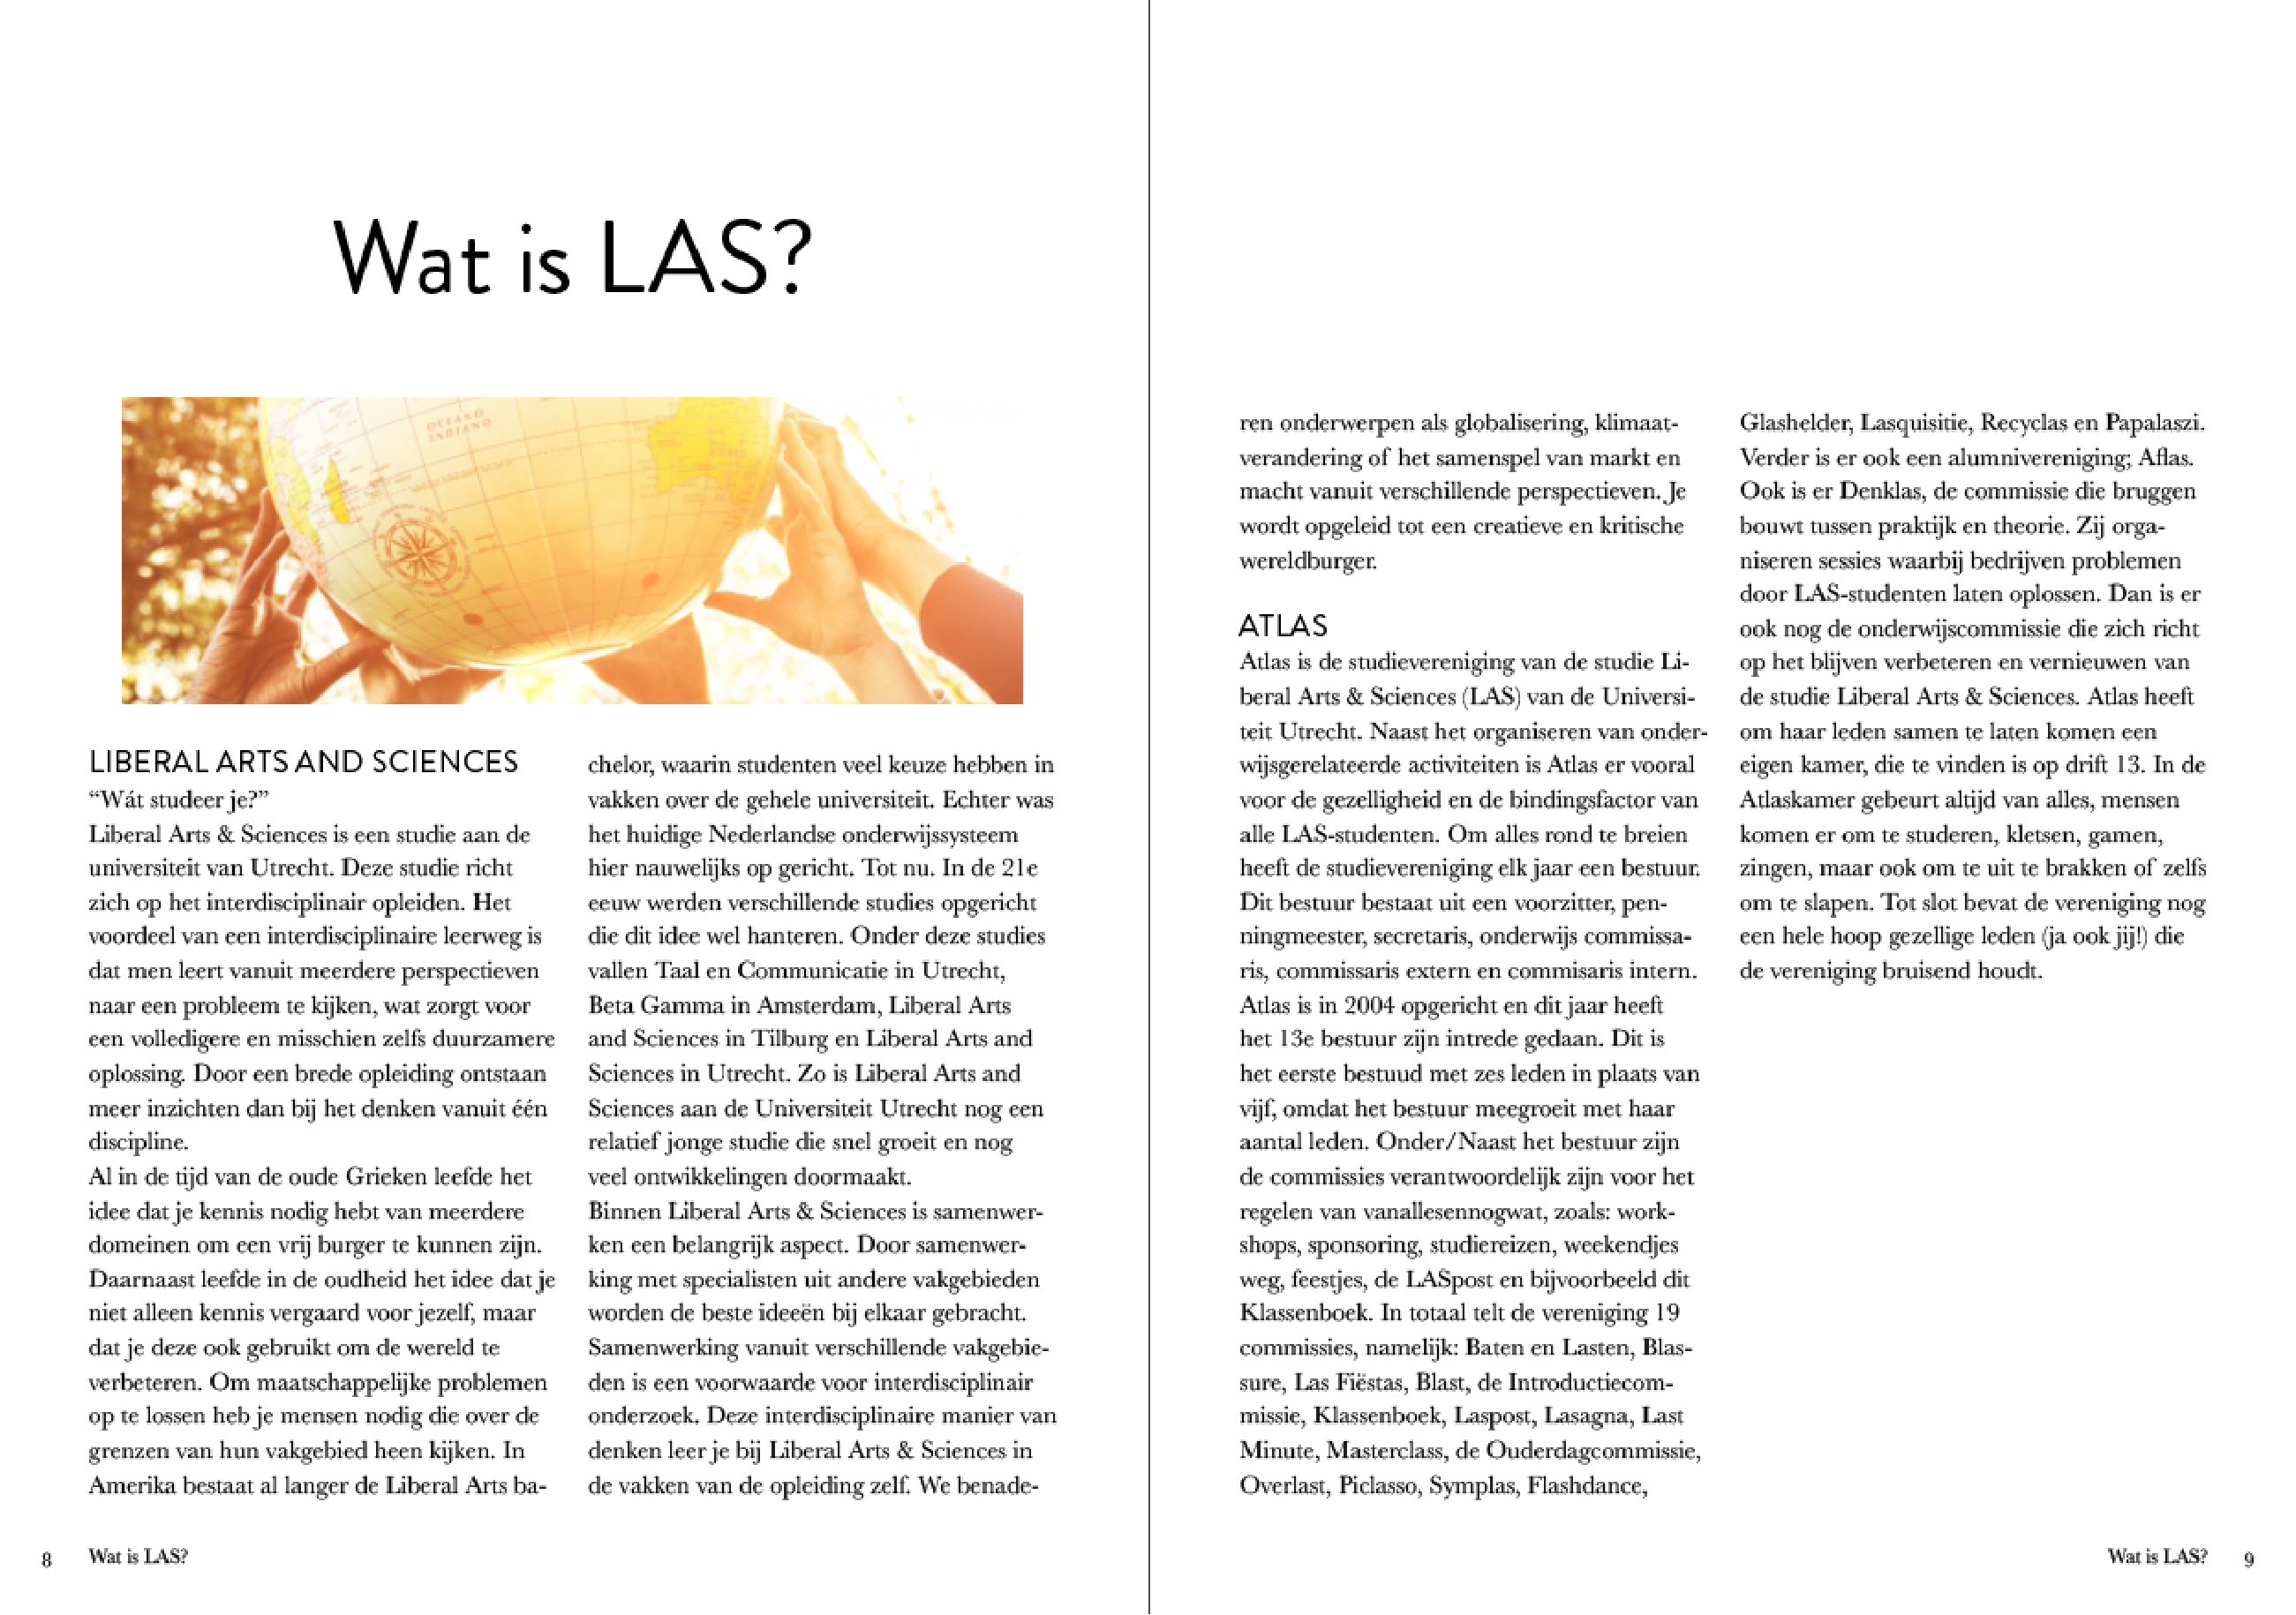 Wat is LAS?
OCEANO
INDIANO
LIBERAL ARTS AND SCIENCES
“Wát studeer je?”
Liberal Arts & Sciences is een studie aan de
universiteit van Utrecht. Deze studie richt
zich op het interdisciplinair opleiden. Het
voordeel van een interdisciplinaire leerweg is
dat men leert vanuit meerdere perspectieven
naar een probleem te kijken, wat zorgt voor
een volledigere en misschien zelfs duurzamere
oplossing. Door een brede opleiding ontstaan
meer inzichten dan bij het denken vanuit één
discipline.
Al in de tijd van de oude Grieken leefde het
idee dat je kennis nodig hebt van meerdere
domeinen om een vrij burger te kunnen zijn.
Daarnaast leefde in de oudheid het idee dat je
niet alleen kennis vergaard voor jezelf, maar
dat je deze ook gebruikt om de wereld te
verbeteren. Om maatschappelijke problemen
op te lossen heb je mensen nodig die over de
grenzen van hun vakgebied heen kijken. In
Amerika bestaat al langer de Liberal Arts ba-
chelor, waarin studenten veel keuze hebben in
vakken over de gehele universiteit. Echter was
het huidige Nederlandse onderwijssysteem
hier nauwelijks op gericht. Tot nu. In de 21e
eeuw werden verschillende studies opgericht
die dit idee wel hanteren. Onder deze studies
vallen Taal en Communicatie in Utrecht,
Beta Gamma in Amsterdam, Liberal Arts
and Sciences in Tilburg en Liberal Arts and
Sciences in Utrecht. Zo is Liberal Arts and
Sciences aan de Universiteit Utrecht nog een
relatief jonge studie die snel groeit en nog
veel ontwikkelingen doormaakt.
Binnen Liberal Arts & Sciences is samenwer-
ken een belangrijk aspect. Door samenwer-
king met specialisten uit andere vakgebieden
worden de beste ideeën bij elkaar gebracht.
Samenwerking vanuit verschillende vakgebie-
den is een voorwaarde voor interdisciplinair
onderzoek. Deze interdisciplinaire manier van
denken leer je bij Liberal Arts & Sciences in
de vakken van de opleiding zelf. We benade-
8 Wat is LAS?
ren onderwerpen als globalisering, klimaat-
verandering of het samenspel van markt en
macht vanuit verschillende perspectieven. Je
wordt opgeleid tot een creatieve en kritische
wereldburger.
ATLAS
Atlas is de studievereniging van de studie Li-
beral Arts & Sciences (LAS) van de Universi-
teit Utrecht. Naast het organiseren van onder-
wijsgerelateerde activiteiten is Atlas er vooral
voor de gezelligheid en de bindingsfactor van
alle LAS-studenten. Om alles rond te breien
heeft de studievereniging elk jaar een bestuur.
Dit bestuur bestaat uit een voorzitter, pen-
ningmeester, secretaris, onderwijs commissa-
ris, commissaris extern en commisaris intern.
Atlas is in 2004 opgericht en dit jaar heeft
het 13e bestuur zijn intrede gedaan. Dit is
het eerste bestuud met zes leden in plaats van
vijf, omdat het bestuur meegroeit met haar
aantal leden. Onder/Naast het bestuur zijn
de commissies verantwoordelijk zijn voor het
regelen van vanallesennogwat, zoals: work-
shops, sponsoring, studiereizen, weekendjes
weg, feestjes, de LASpost en bijvoorbeeld dit
Klassenboek. In totaal telt de vereniging 19
commissies, namelijk: Baten en Lasten, Blas-
sure, Las Fiëstas, Blast, de Introductiecom-
missie, Klassenboek, Laspost, Lasagna, Last
Minute, Masterclass, de Ouderdagcommissie,
Overlast, Piclasso, Symplas, Flashdance,
Glashelder, Lasquisitie, Recyclas en Papalaszi.
Verder is er ook een alumnivereniging; Aflas.
Ook is er Denklas, de commissie die bruggen
bouwt tussen praktijk en theorie. Zij orga-
niseren sessies waarbij bedrijven problemen
door LAS-studenten laten oplossen. Dan is er
ook nog de onderwijscommissie die zich richt
op het blijven verbeteren en vernieuwen van
de studie Liberal Arts & Sciences. Atlas heeft
om haar leden samen te laten komen een
eigen kamer, die te vinden is op drift 13. In de
Atlaskamer gebeurt altijd van alles, mensen
komen er om te studeren, kletsen, gamen,
zingen, maar ook om te uit te brakken of zelfs
om te slapen. Tot slot bevat de vereniging nog
een hele hoop gezellige leden (ja ook jij!) die
de vereniging bruisend houdt.
Wat is LAS? 9